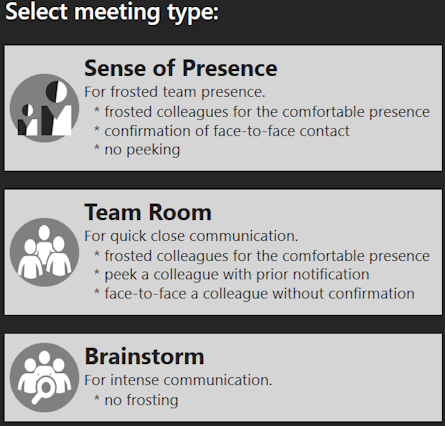 Select meeting type:
Sense of Presence
For frosted team presence.
* frosted colleagues for the comfortable presence
* confirmation of face-to-face contact
* no peeking
Team Room
For quick close communication.
* frosted colleagues for the comfortable presence
* peek a colleague with prior notification
* face-to-face a colleague without confirmation
Brainstorm
For intense communication.
* no frosting